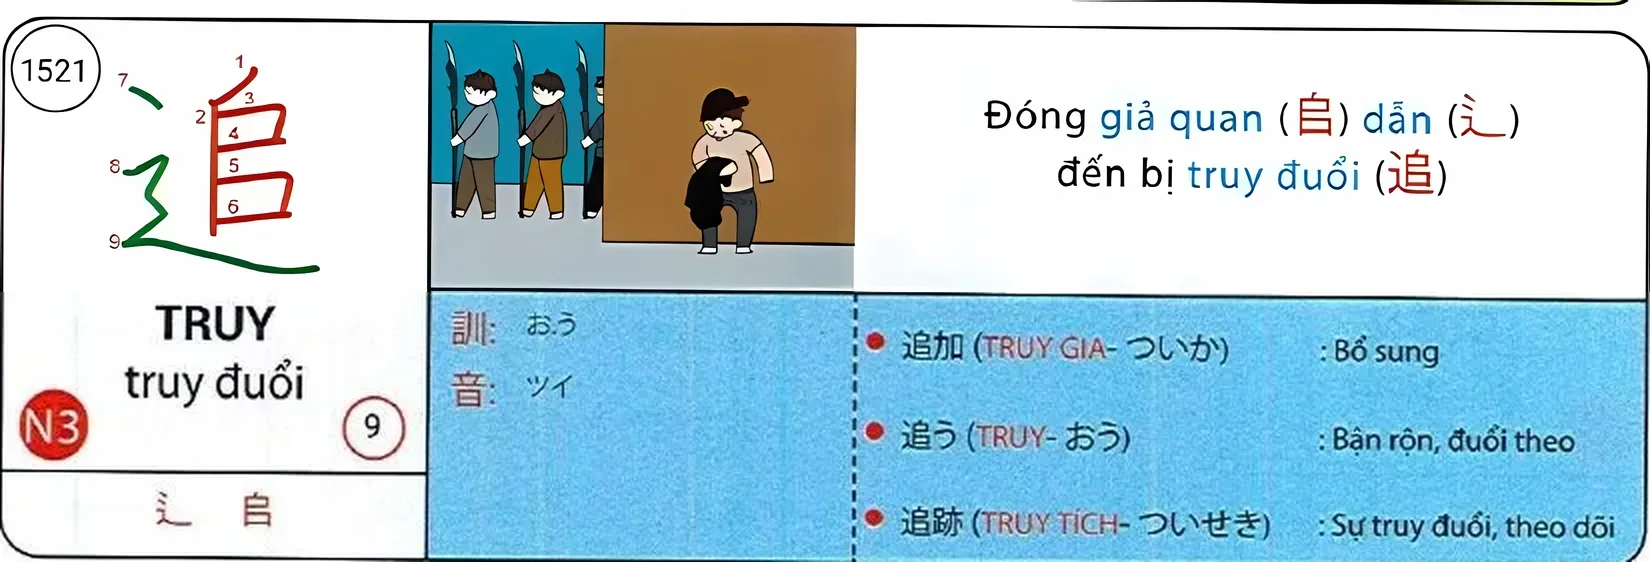 1521
1
2
3
4
5
6
7
8
9
追
TRUY
truy đuổi
N3
9
辶 㠯
Đóng giả quan (㠯) dẫn (辶)
đến bị truy đuổi (追)
訓: お.う
音: ツイ
追加 (TRUY GIA- ついか) : Bổ sung
追う (TRUY- おう) : Bận rộn, đuổi theo
追跡 (TRUY TÍCH- ついせき) : Sự truy đuổi, theo dõi